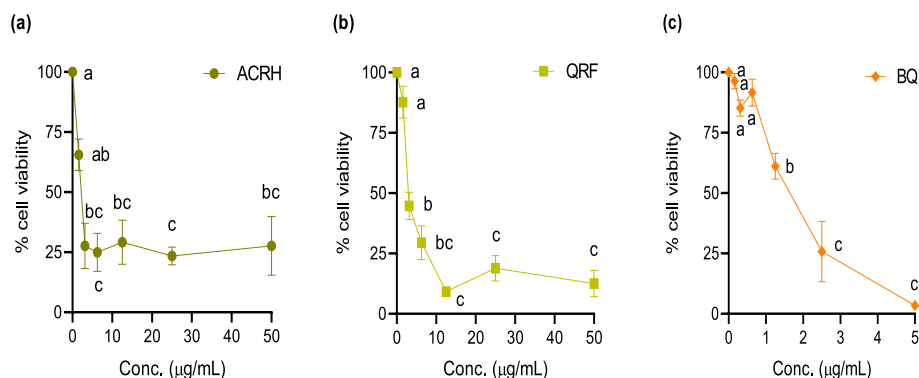 (a)
ACRH
% cell viability
100
75
50
25
0
a
ab
bc
c
bc
c
bc
0 10 20 30 40 50
Conc. (µg/mL)
(b)
QRF
% cell viability
100
75
50
25
0
a
a
b
bc
c
c
c
0 10 20 30 40 50
Conc. (µg/mL)
(c)
BQ
% cell viability
100
75
50
25
0
a
a
a
a
b
c
c
0 1 2 3 4 5
Conc. (µg/mL)